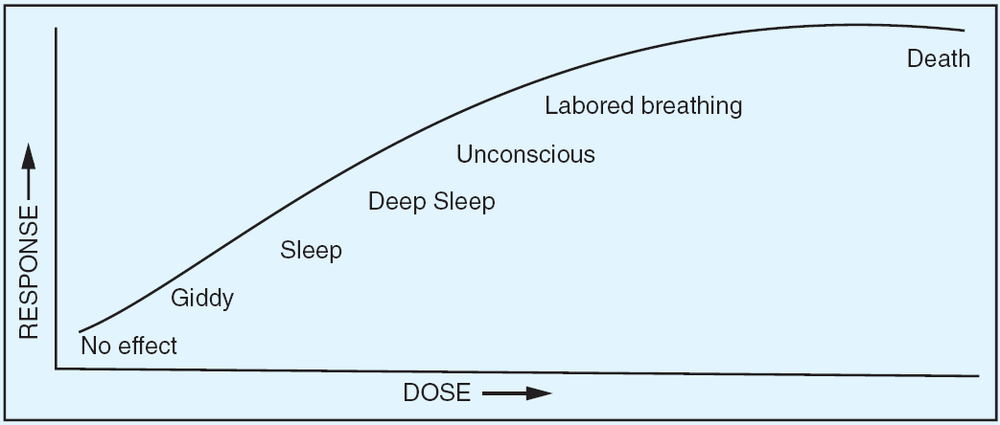 Death
Labored breathing
Unconscious
Deep Sleep
Sleep
Giddy
No effect
RESPONSE
DOSE